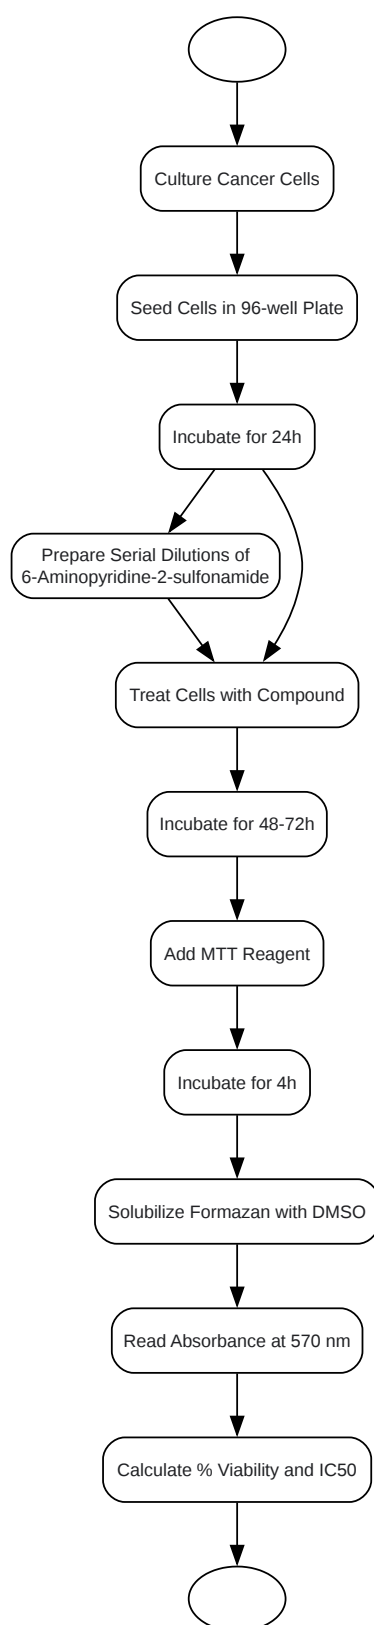 Culture Cancer Cells
Seed Cells in 96-well Plate
Incubate for 24h
Prepare Serial Dilutions of
6-Aminopyridine-2-sulfonamide
Treat Cells with Compound
Incubate for 48-72h
Add MTT Reagent
Incubate for 4h
Solubilize Formazan with DMSO
Read Absorbance at 570 nm
Calculate % Viability and IC50